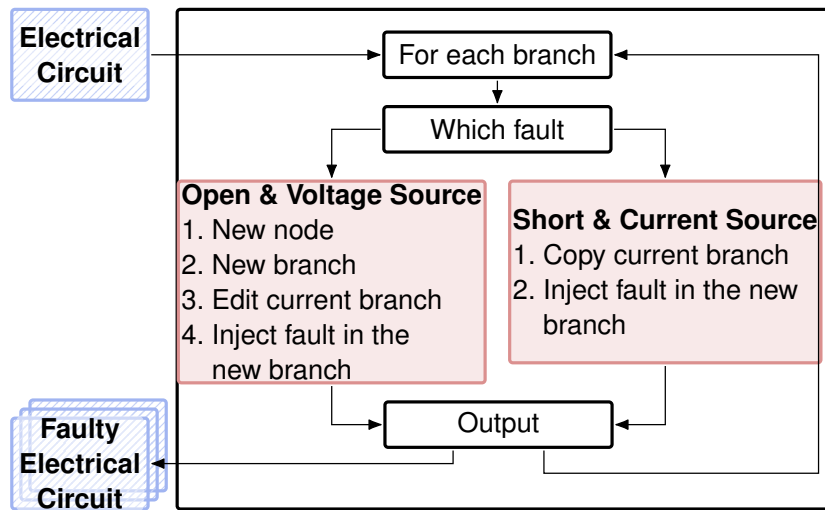 Electrical
Circuit
For each branch
Which fault
Open & Voltage Source
1. New node
2. New branch
3. Edit current branch
4. Inject fault in the
new branch
Short & Current Source
1. Copy current branch
2. Inject fault in the new
branch
Output
Faulty
Electrical
Circuit